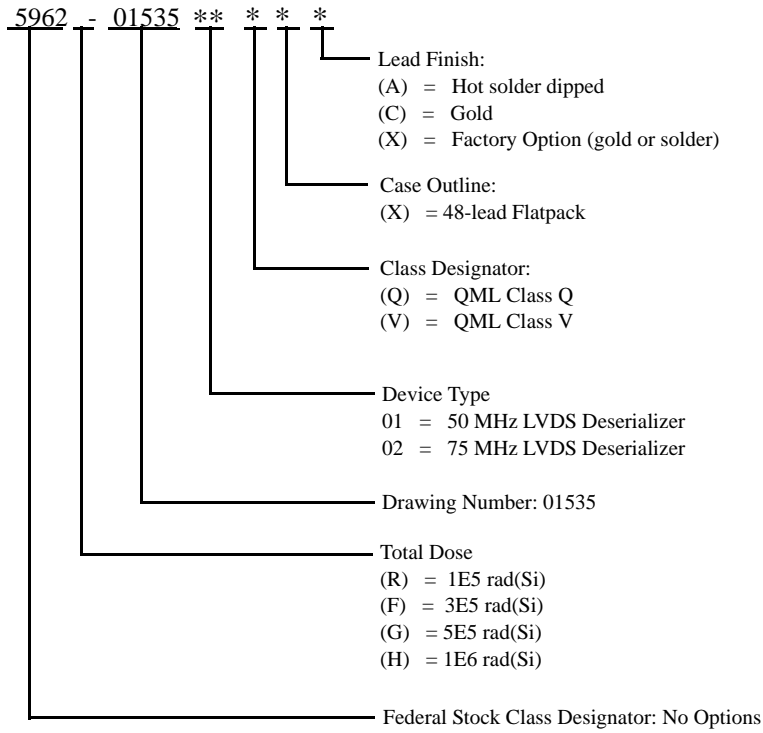 5962 - 01535 ** * * *
Lead Finish:
(A) = Hot solder dipped
(C) = Gold
(X) = Factory Option (gold or solder)
Case Outline:
(X) = 48-lead Flatpack
Class Designator:
(Q) = QML Class Q
(V) = QML Class V
Device Type
01 = 50 MHz LVDS Deserializer
02 = 75 MHz LVDS Deserializer
Drawing Number: 01535
Total Dose
(R) = 1E5 rad(Si)
(F) = 3E5 rad(Si)
(G) = 5E5 rad(Si)
(H) = 1E6 rad(Si)
Federal Stock Class Designator: No Options